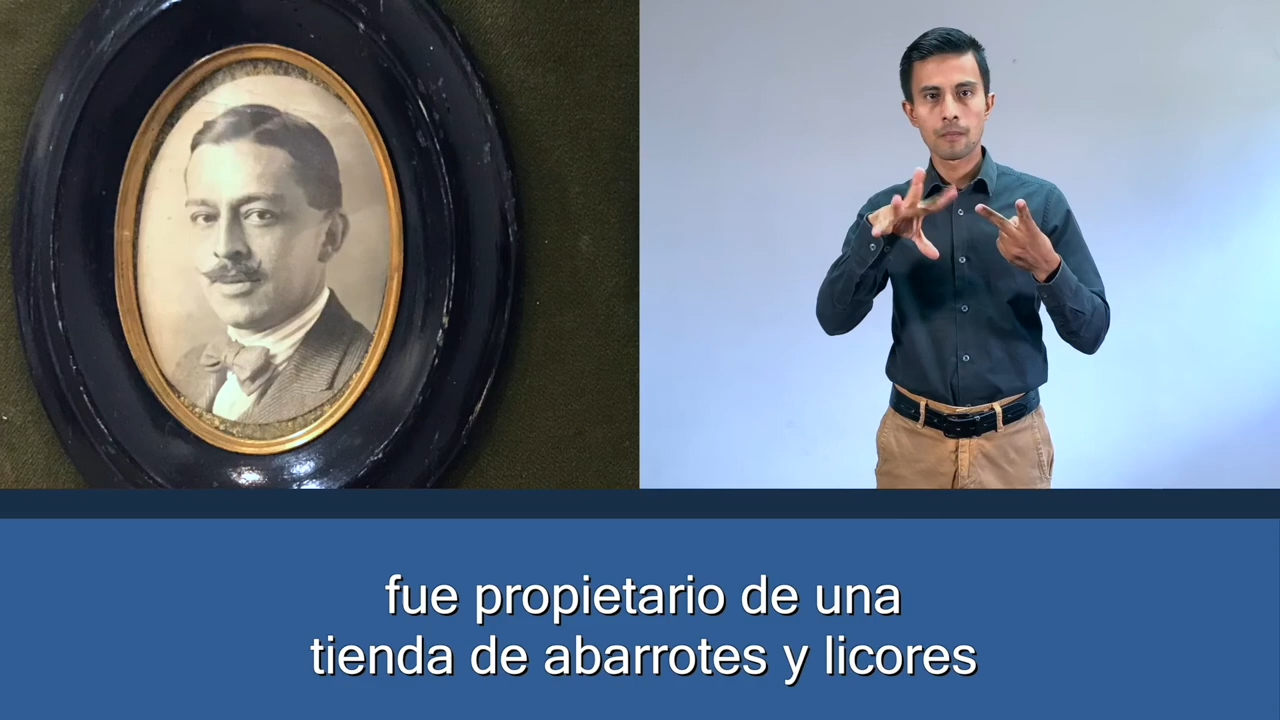 fue propietario de una
tienda de abarrotes y licores